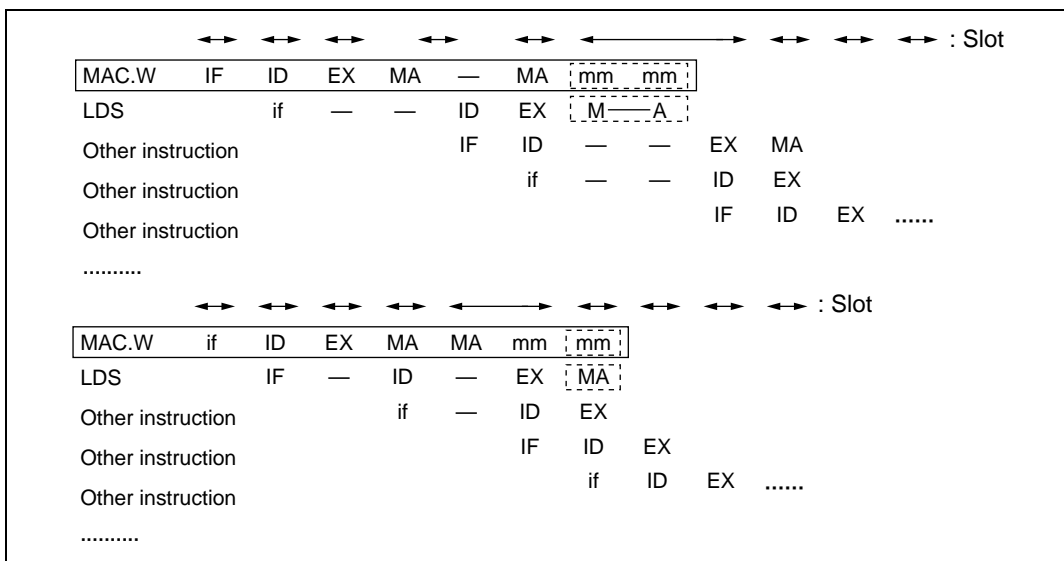 : Slot
MAC.W IF ID EX MA — MA mm mm
LDS if — — ID EX M — A
Other instruction IF ID — — EX MA
Other instruction if — — ID EX
Other instruction IF ID EX ......
..........
: Slot
MAC.W if ID EX MA MA mm mm
LDS IF — ID — EX MA
Other instruction if — ID EX
Other instruction IF ID EX
Other instruction if ID EX ......
..........